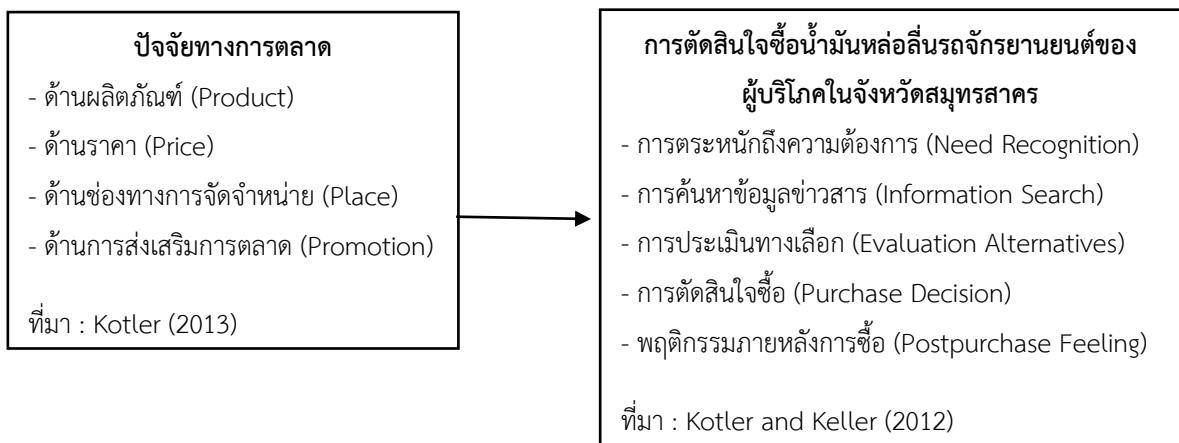 ปัจจัยทางการตลาด
- ด้านผลิตภัณฑ์ (Product)
- ด้านราคา (Price)
- ด้านช่องทางการจัดจำหน่าย (Place)
- ด้านการส่งเสริมการตลาด (Promotion)
ที่มา : Kotler (2013)
การตัดสินใจซื้อน้ำมันหล่อลื่นรถจักรยานยนต์ของ
ผู้บริโภคในจังหวัดสมุทรสาคร
- การตระหนักถึงความต้องการ (Need Recognition)
- การค้นหาข้อมูลข่าวสาร (Information Search)
- การประเมินทางเลือก (Evaluation Alternatives)
- การตัดสินใจซื้อ (Purchase Decision)
- พฤติกรรมภายหลังการซื้อ (Postpurchase Feeling)
ที่มา : Kotler and Keller (2012)